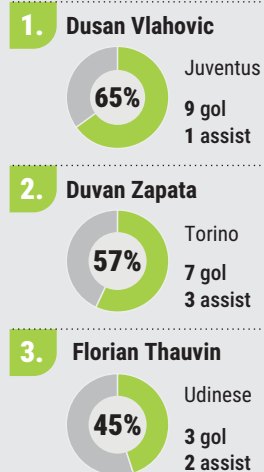 1. Dusan Vlahovic
65%
Juventus
9 gol
1 assist
2. Duvan Zapata
57%
Torino
7 gol
3 assist
3. Florian Thauvin
45%
Udinese
3 gol
2 assist